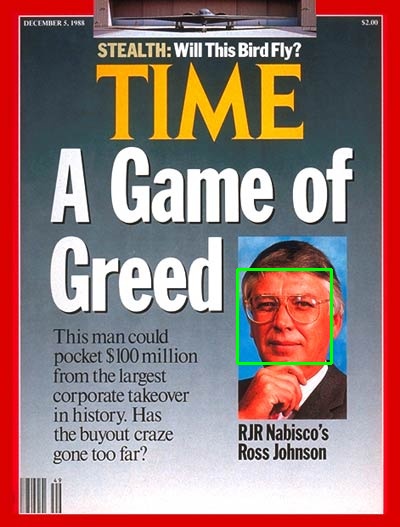 DECEMBER 5, 1988
$2.00
STEALTH: Will This Bird Fly?
TIME
A Game of
Greed
This man could
pocket $100 million
from the largest
corporate takeover
in history. Has
the buyout craze
gone too far?
RJR Nabisco's
Ross Johnson
49